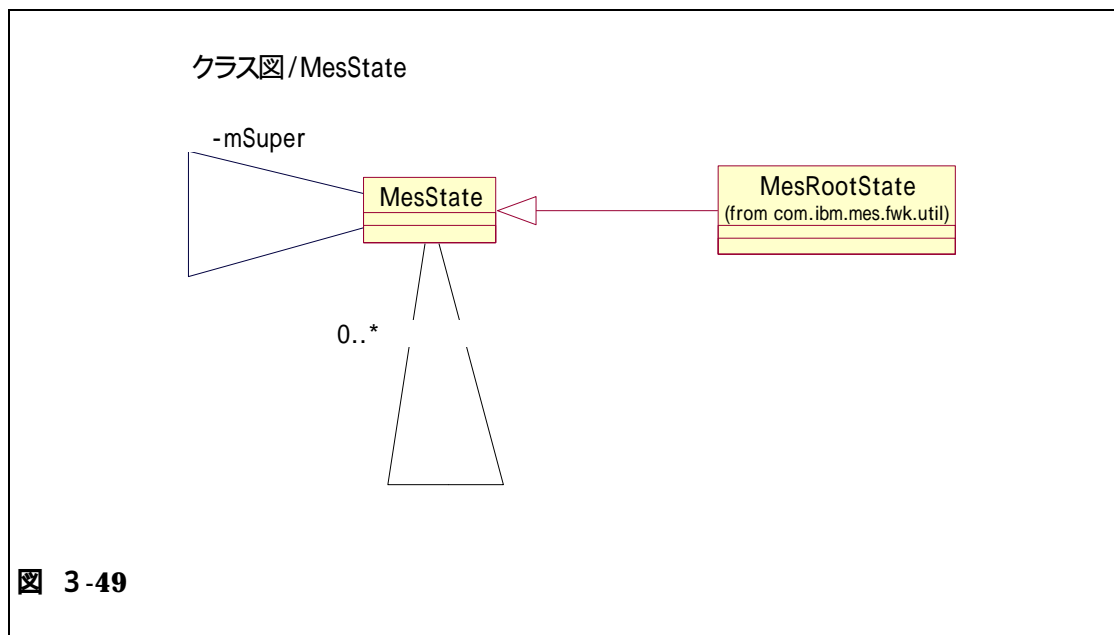 クラス図/MesState
-mSuper
MesState
MesRootState
(from com.ibm.mes.fwk.util)
0..*
図 3-49